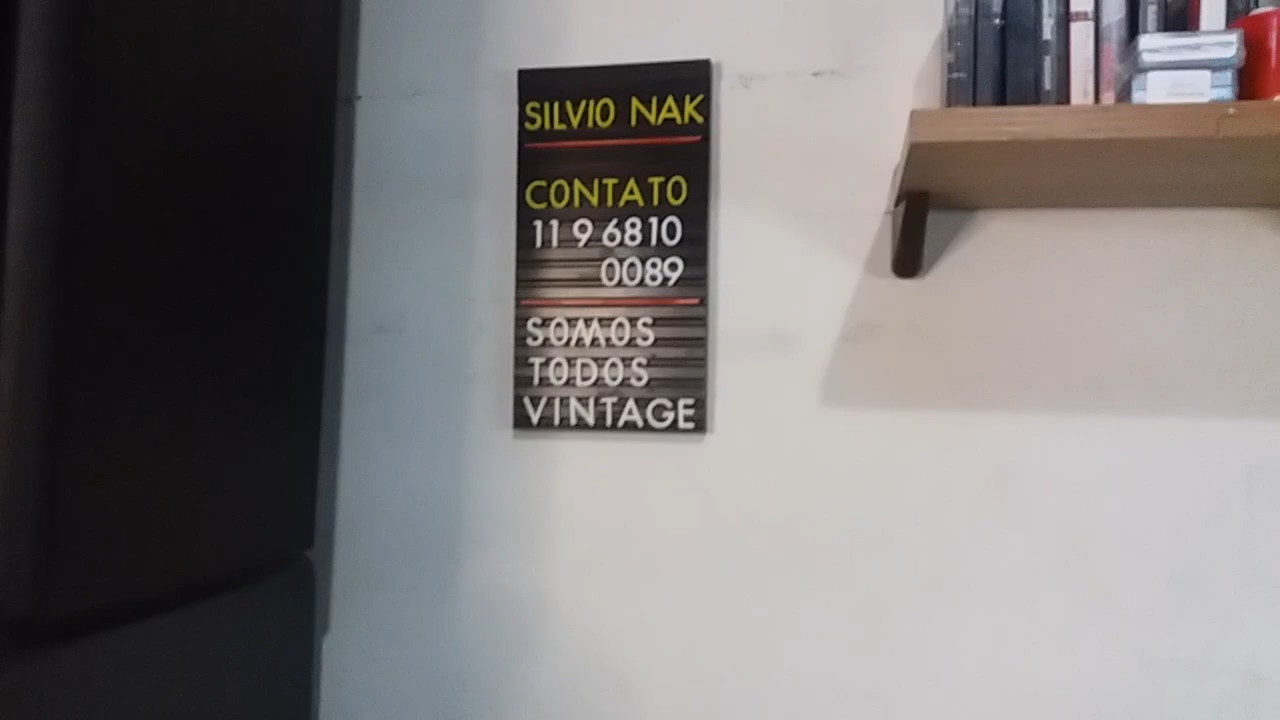 SILVIO NAK
CONTATO
11 9 6810
0089
SOMOS
TODOS
VINTAGE